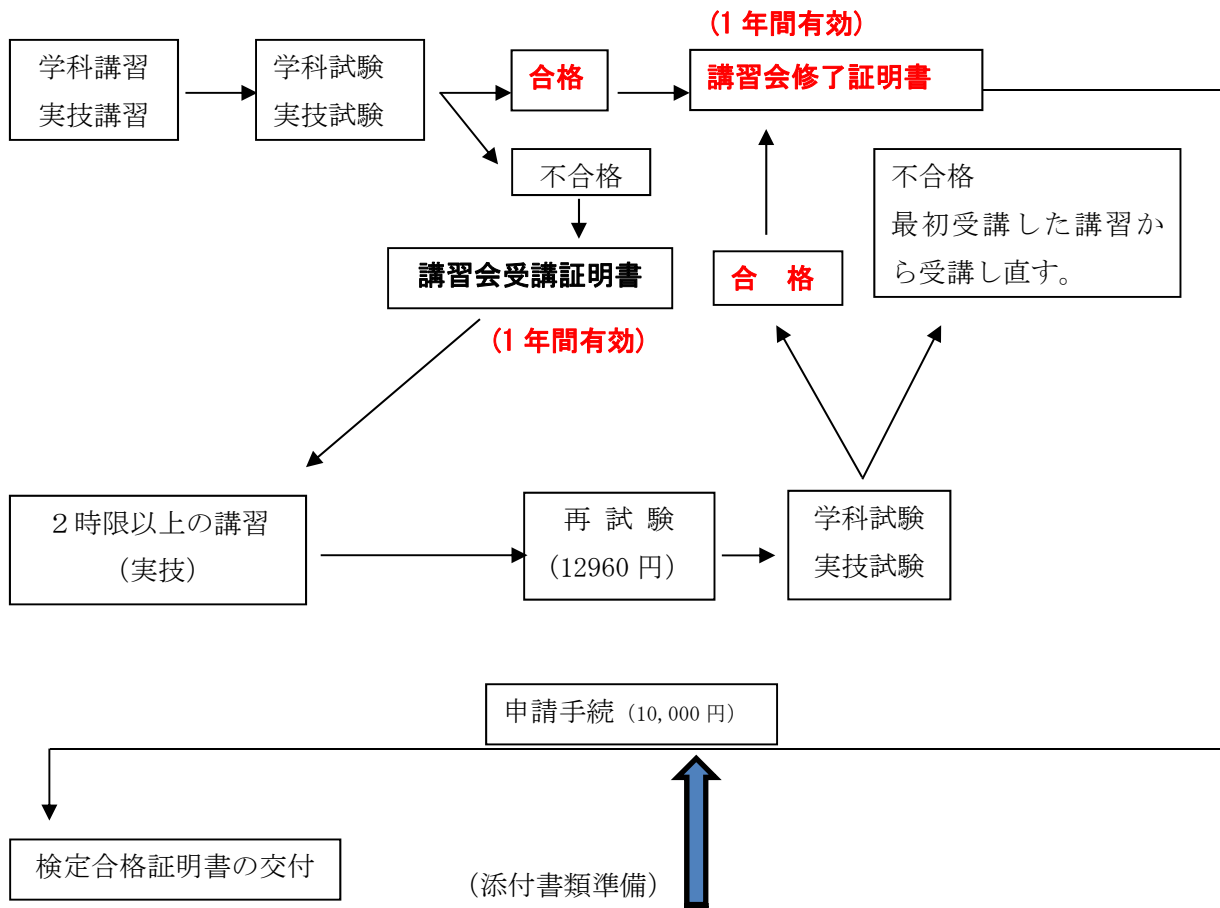 (1 年間有効)
学科講習
実技講習
学科試験
実技試験
合格
講習会修了証明書
不合格
不合格
最初受講した講習か
ら受講し直す。
講習会受講証明書
合　格
(1 年間有効)
２時限以上の講習
（実技）
再 試 験
（12960 円）
学科試験
実技試験
申請手続（10,000 円）
検定合格証明書の交付
（添付書類準備）